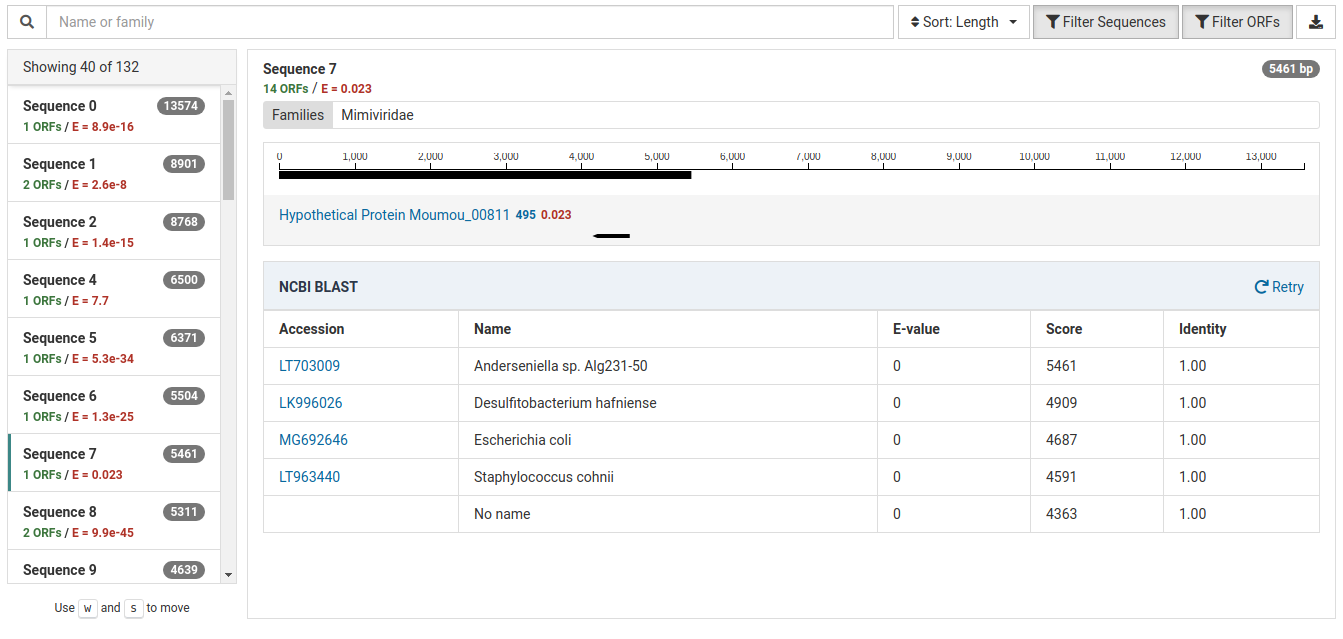 Name or family
Sort: Length
Filter Sequences
Filter ORFs
Showing 40 of 132
Sequence 0 13574
1 ORFs / E = 8.9e-16
Sequence 1 8901
2 ORFs / E = 2.6e-8
Sequence 2 8768
1 ORFs / E = 1.4e-15
Sequence 4 6500
1 ORFs / E = 7.7
Sequence 5 6371
1 ORFs / E = 5.3e-34
Sequence 6 5504
1 ORFs / E = 1.3e-25
Sequence 7 5461
1 ORFs / E = 0.023
Sequence 8 5311
2 ORFs / E = 9.9e-45
Sequence 9 4639
Use w and s to move
Sequence 7 5461 bp
14 ORFs / E = 0.023
Families Mimiviridae
0 1,000 2,000 3,000 4,000 5,000 6,000 7,000 8,000 9,000 10,000 11,000 12,000 13,000
Hypothetical Protein Moumou_00811 495 0.023
NCBI BLAST Retry
Accession Name E-value Score Identity
LT703009 Anderseniella sp. Alg231-50 0 5461 1.00
LK996026 Desulfitobacterium hafniense 0 4909 1.00
MG692646 Escherichia coli 0 4687 1.00
LT963440 Staphylococcus cohnii 0 4591 1.00
No name 0 4363 1.00